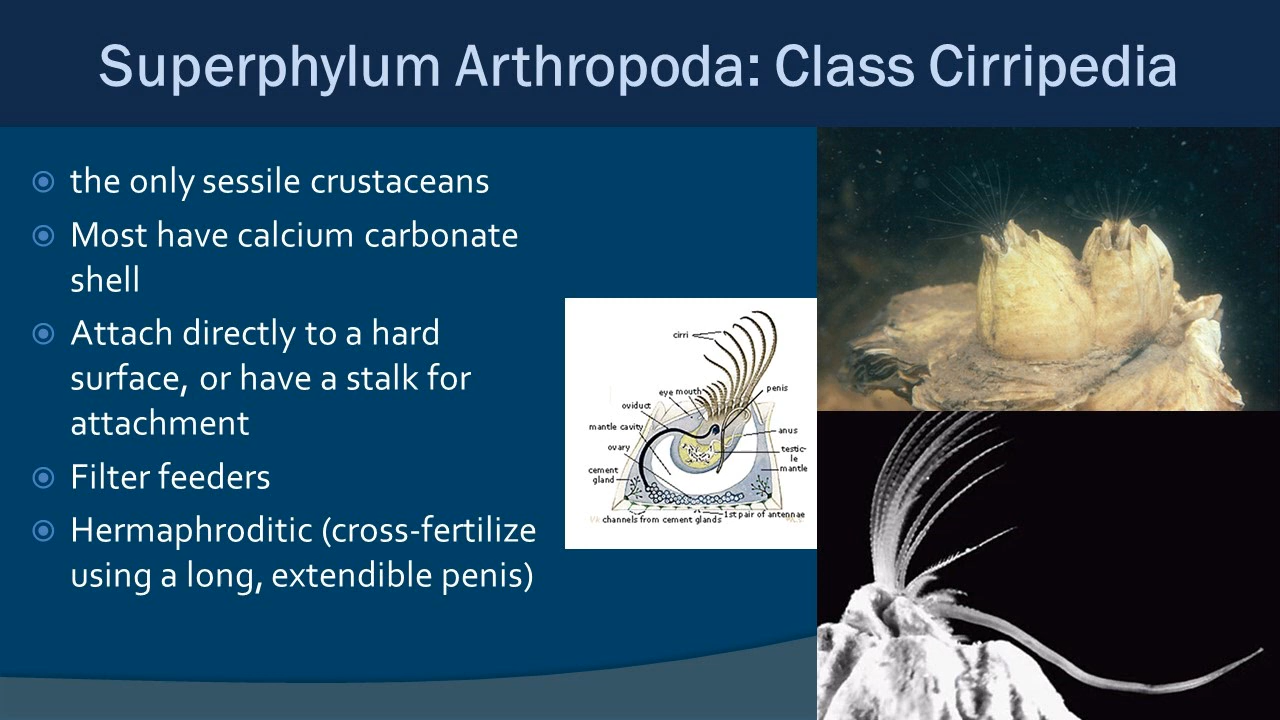 Superphylum Arthropoda: Class Cirripedia
the only sessile crustaceans
Most have calcium carbonate
shell
Attach directly to a hard
surface, or have a stalk for
attachment
Filter feeders
Hermaphroditic (cross-fertilize
using a long, extendible penis)
cirri
eye mouth
penis
oviduct
mantle cavity
anus
ovary
testic-
le
cement
gland
mantle
1st pair of antennae
channels from cement glands